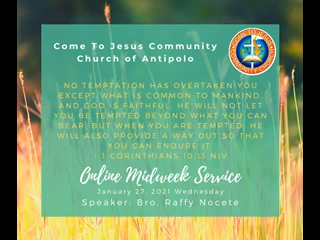 Come To Jesus Community
Church of Antipolo
NO TEMPTATION HAS OVERTAKEN YOU
EXCEPT WHAT IS COMMON TO MANKIND.
AND GOD IS FAITHFUL; HE WILL NOT LET
YOU BE TEMPTED BEYOND WHAT YOU CAN
BEAR. BUT WHEN YOU ARE TEMPTED, HE
WILL ALSO PROVIDE A WAY OUT SO THAT
YOU CAN ENDURE IT.
1 CORINTHIANS 10:13 NIV
Online Midweek Service
January 27, 2021 Wednesday
Speaker: Bro. Raffy Nocete